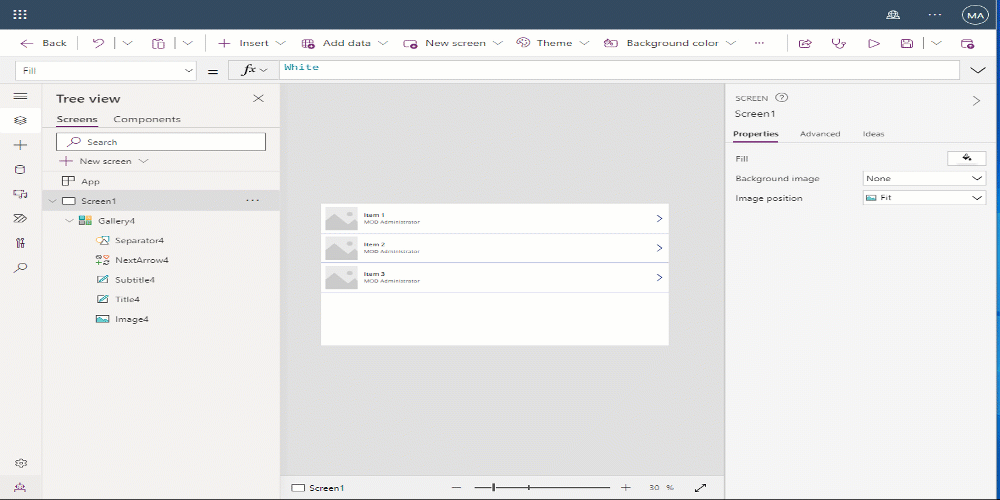 MA
Back
Insert
Add data
New screen
Theme
Background color
Fill
=
fx
White
Tree view
Screens Components
Search
New screen
App
Screen1
Gallery4
Separator4
NextArrow4
Subtitle4
Title4
Image4
Item 1
MOD Administrator
Item 2
MOD Administrator
Item 3
MOD Administrator
Screen1
30 %
SCREEN
Screen1
Properties Advanced Ideas
Fill
Background image None
Image position Fit